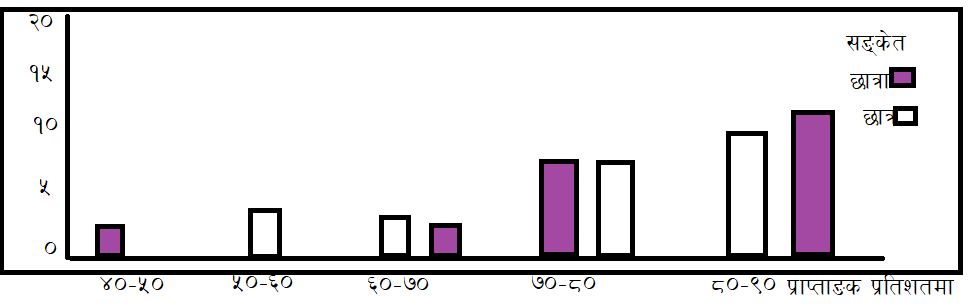 २०
१५
१०
५
०
सङ्केत
छात्रा
छात्र
४०-५० ५०-६० ६०-७० ७०-८० ८०-९० प्राप्ताङ्क प्रतिशतमा